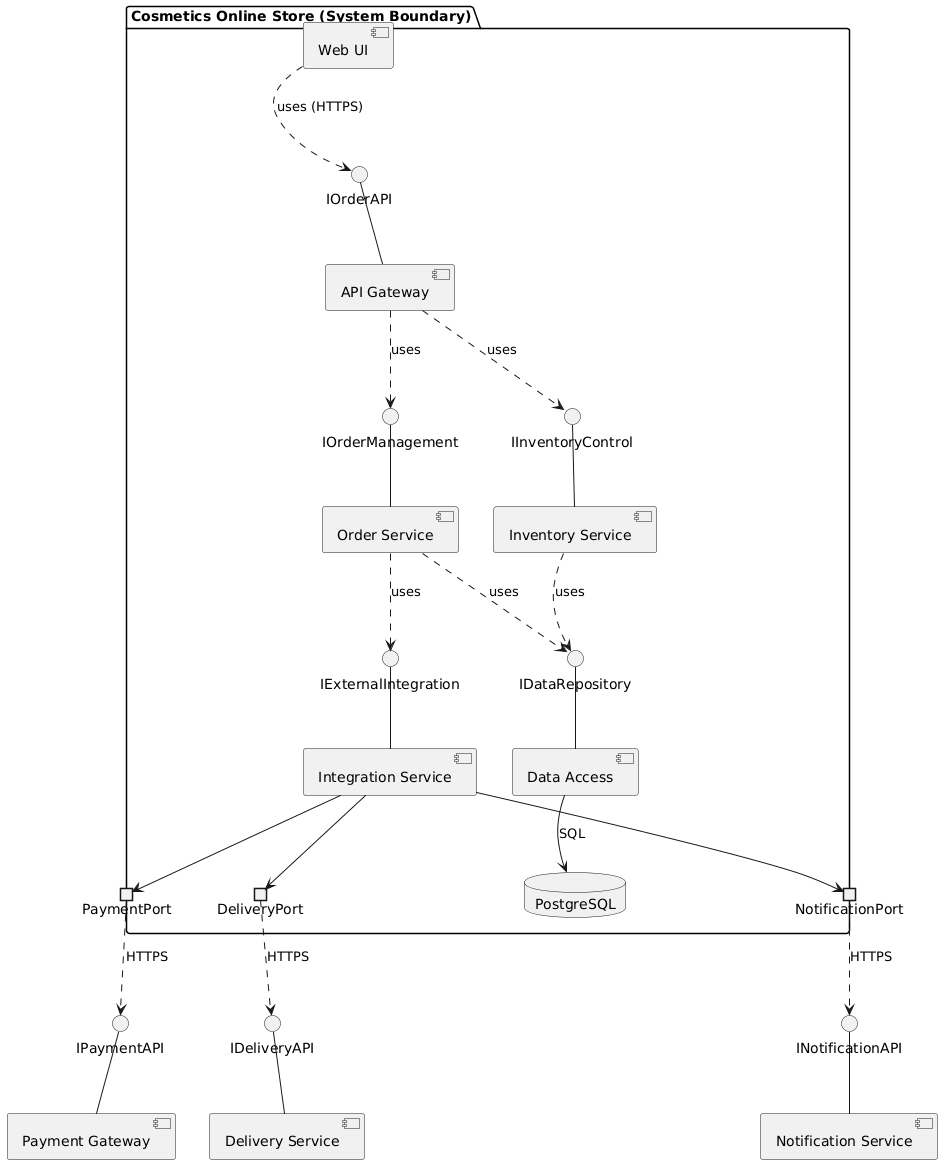 Cosmetics Online Store (System Boundary)
Web UI
uses (HTTPS)
IOrderAPI
API Gateway
uses
uses
IOrderManagement
IInventoryControl
Order Service
Inventory Service
uses
uses
uses
IExternalIntegration
IDataRepository
Integration Service
Data Access
SQL
PostgreSQL
PaymentPort
DeliveryPort
NotificationPort
HTTPS
HTTPS
HTTPS
IPaymentAPI
IDeliveryAPI
INotificationAPI
Payment Gateway
Delivery Service
Notification Service